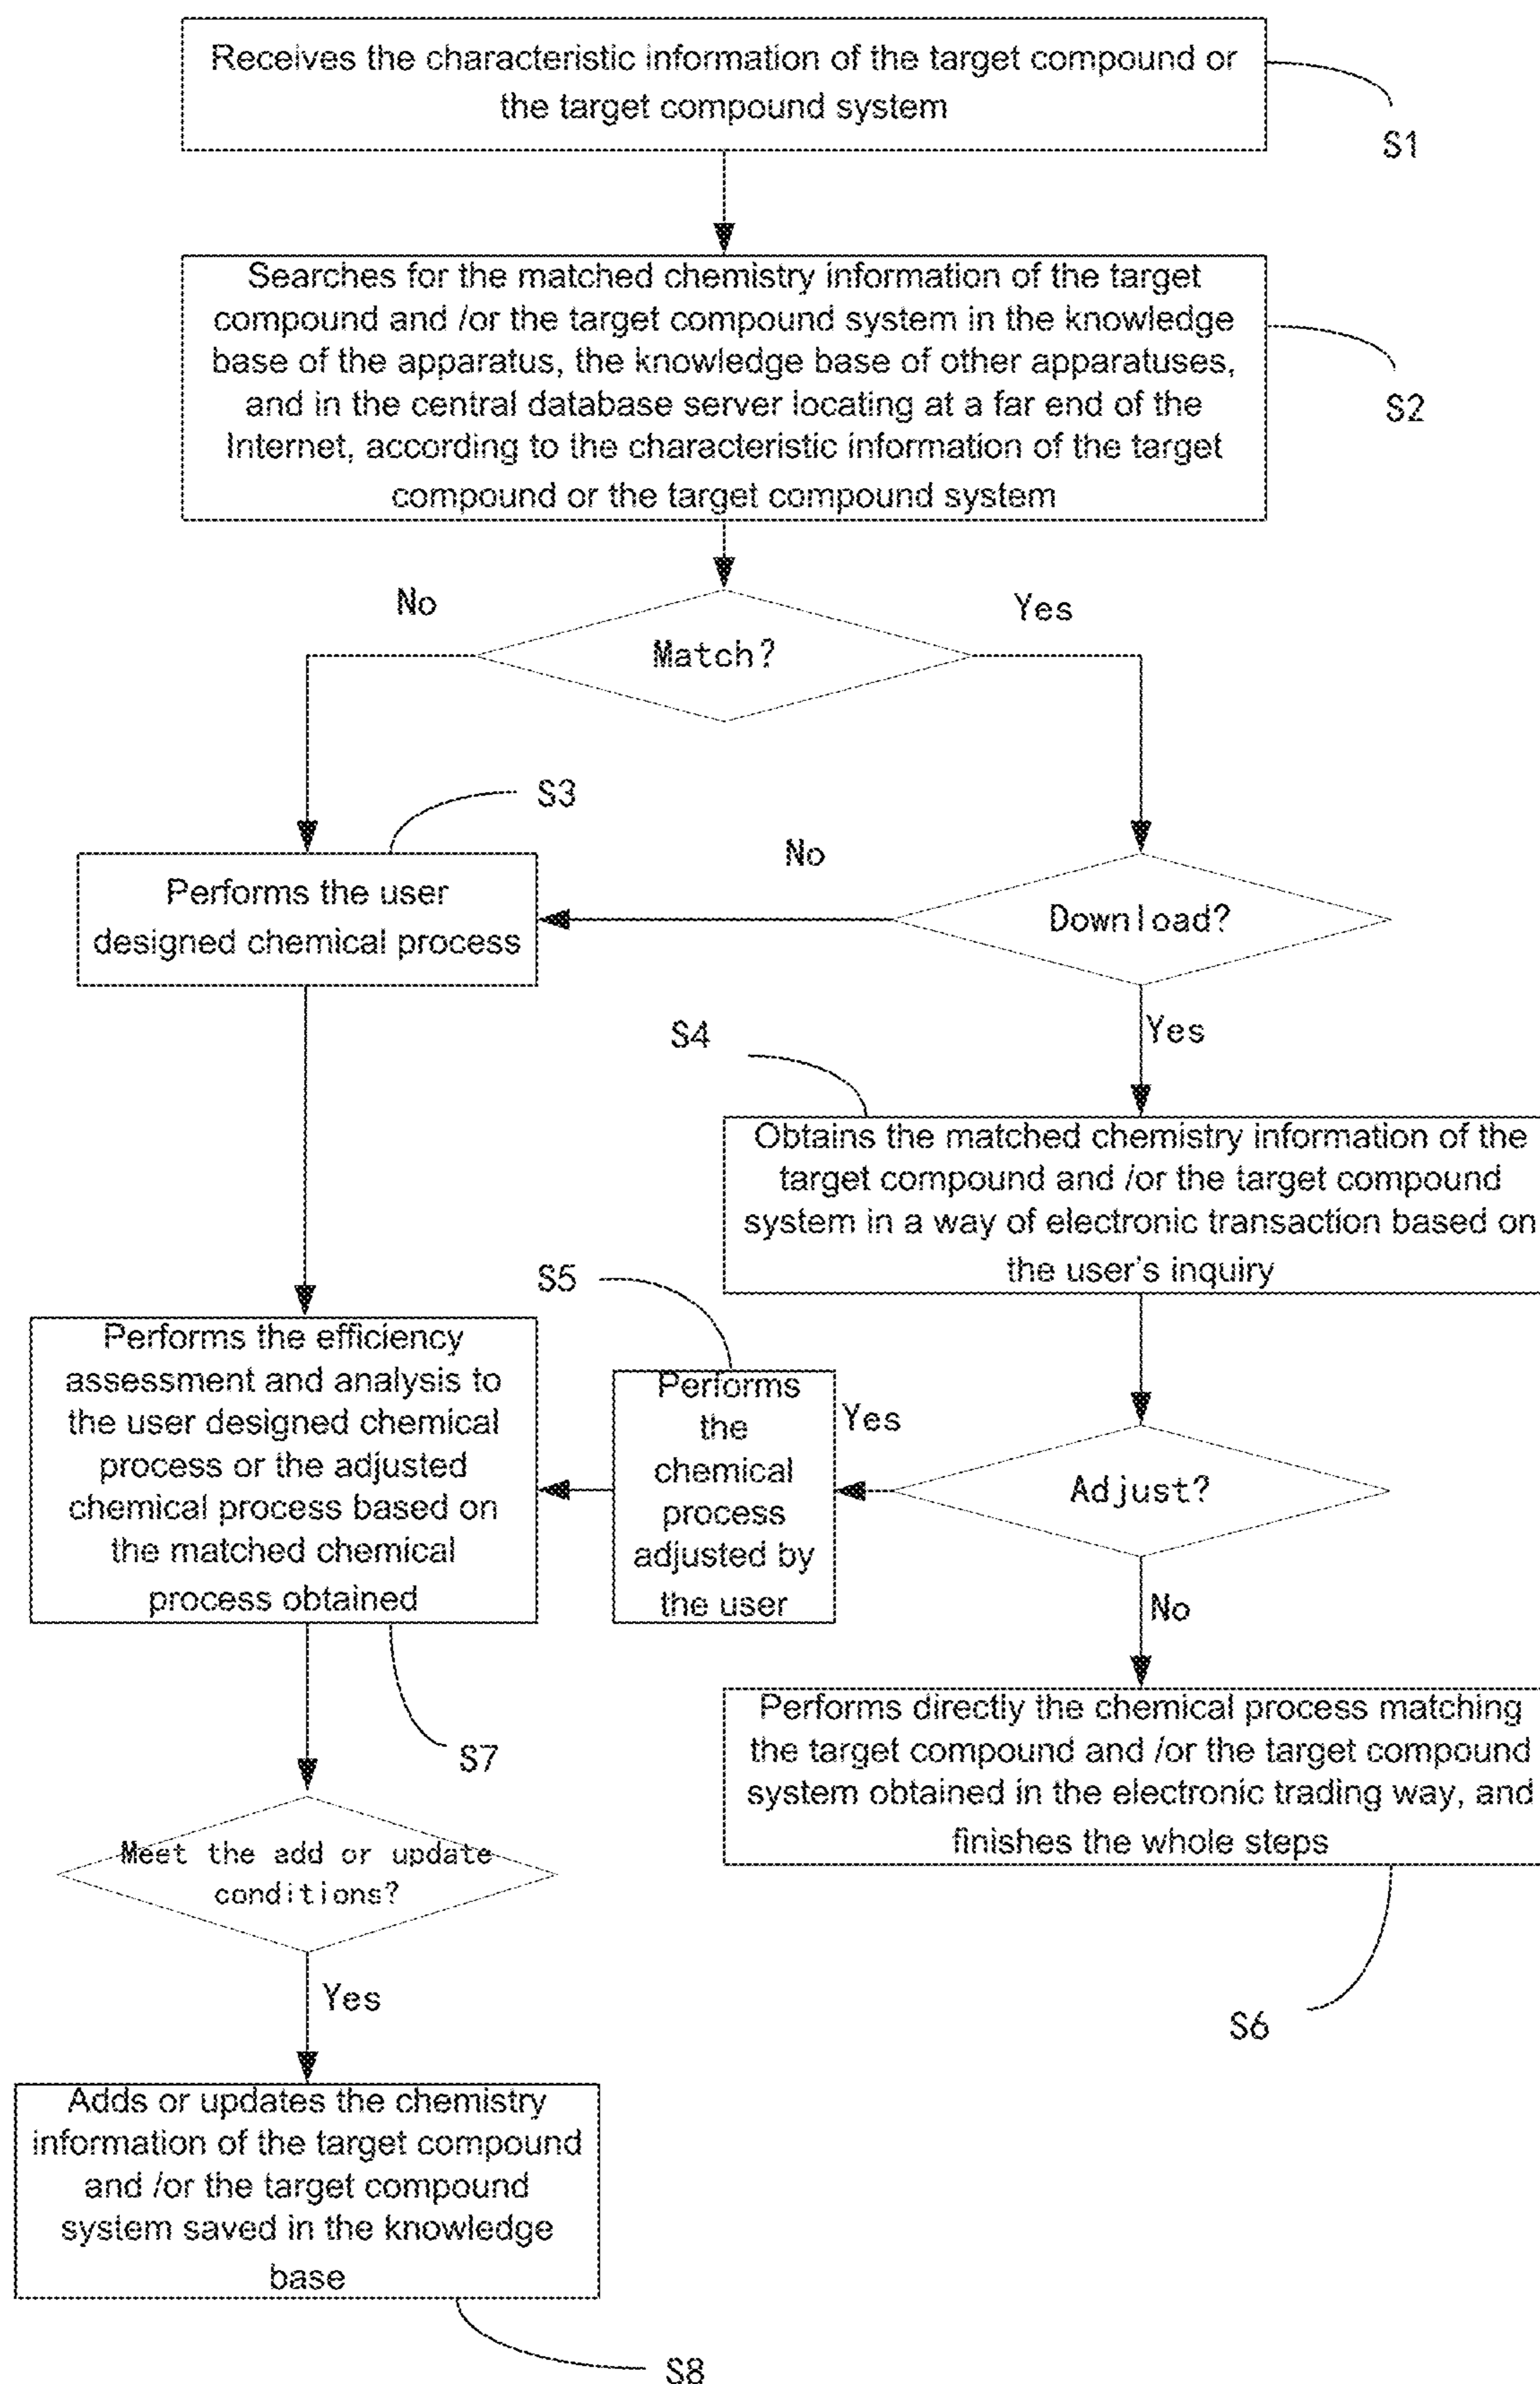 Receives the characteristic information of the target compound or
the target compound system
S1
Searches for the matched chemistry information of the target
compound and /or the target compound system in the knowledge
base of the apparatus, the knowledge base of other apparatuses,
and in the central database server locating at a far end of the
Internet, according to the characteristic information of the target
compound or the target compound system
S2
No
Yes
Match?
S3
Performs the user
designed chemical process
No
Download?
Yes
S4
Obtains the matched chemistry information of the
target compound and /or the target compound
system in a way of electronic transaction based on
the user's inquiry
S5
Performs the efficiency
assessment and analysis to
the user designed chemical
process or the adjusted
chemical process based on
the matched chemical
process obtained
Performs
the
chemical
process
adjusted by
the user
Yes
Adjust?
No
S7
Performs directly the chemical process matching
the target compound and /or the target compound
system obtained in the electronic trading way, and
finishes the whole steps
S6
Meet the add or update
conditions?
Yes
Adds or updates the chemistry
information of the target compound
and /or the target compound
system saved in the knowledge
base
S8